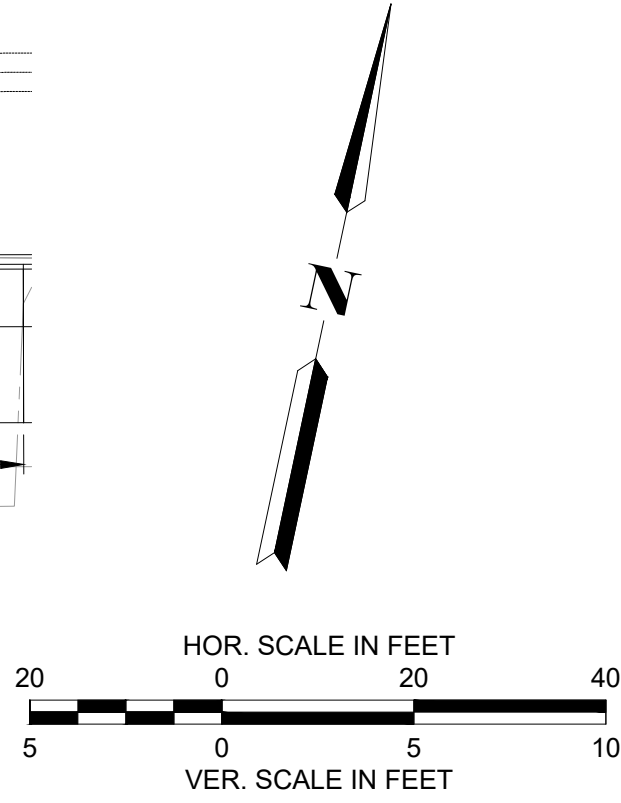 N
HOR. SCALE IN FEET
20 0 20 40
5 0 5 10
VER. SCALE IN FEET